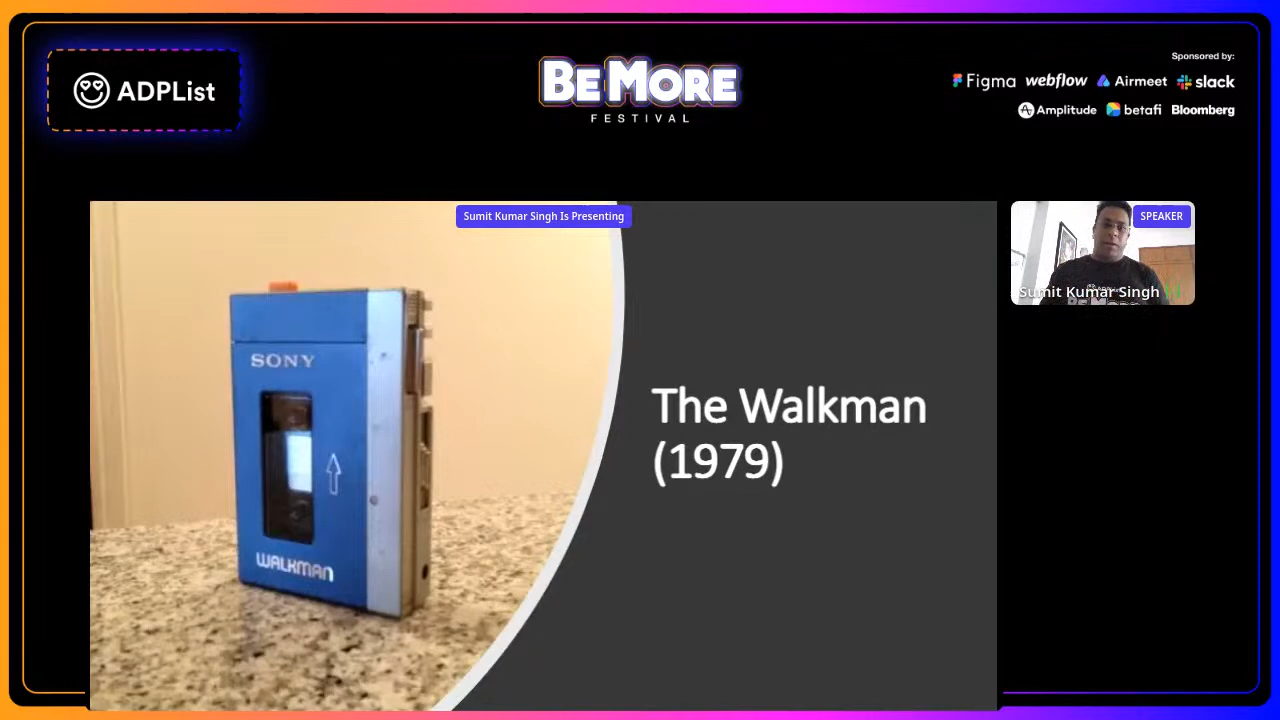 ADPList
BE MORE
FESTIVAL
Sponsored by:
Figma webflow Airmeet slack
Amplitude betafi Bloomberg
Sumit Kumar Singh Is Presenting
SPEAKER
Sumit Kumar Singh
SONY
WALKMAN
The Walkman
(1979)